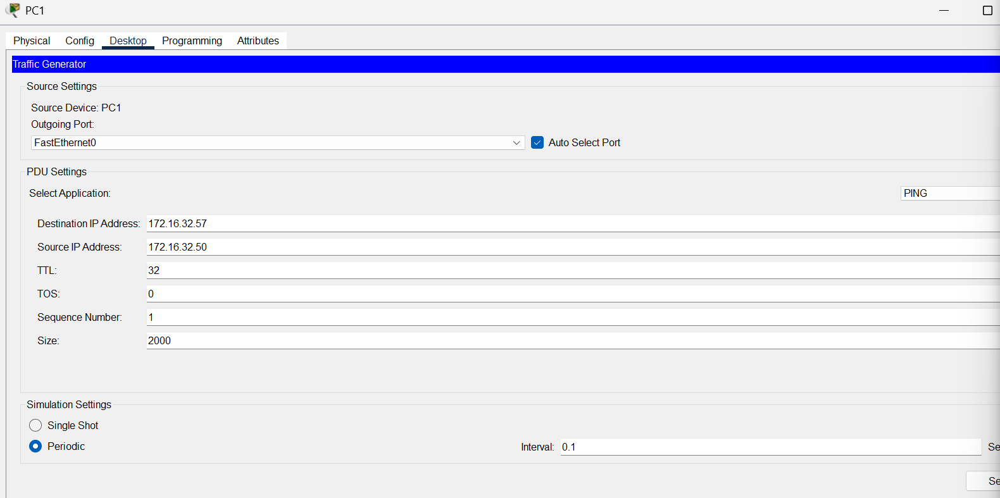 PC1
Physical Config Desktop Programming Attributes
Traffic Generator
Source Settings
Source Device: PC1
Outgoing Port:
FastEthernet0 Auto Select Port
PDU Settings
Select Application: PING
Destination IP Address: 172.16.32.57
Source IP Address: 172.16.32.50
TTL: 32
TOS: 0
Sequence Number: 1
Size: 2000
Simulation Settings
Single Shot
Periodic Interval: 0.1 Se
Se